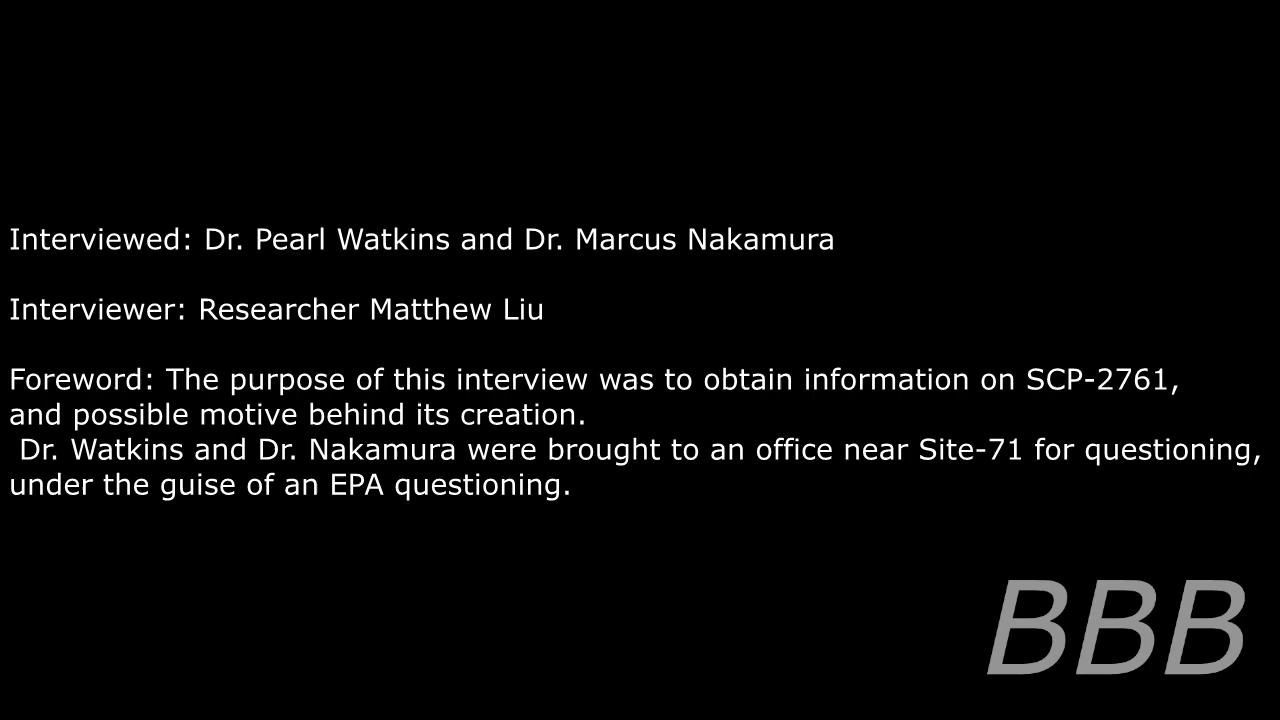 Interviewed: Dr. Pearl Watkins and Dr. Marcus Nakamura
Interviewer: Researcher Matthew Liu
Foreword: The purpose of this interview was to obtain information on SCP-2761,
and possible motive behind its creation.
Dr. Watkins and Dr. Nakamura were brought to an office near Site-71 for questioning,
under the guise of an EPA questioning.
BBB